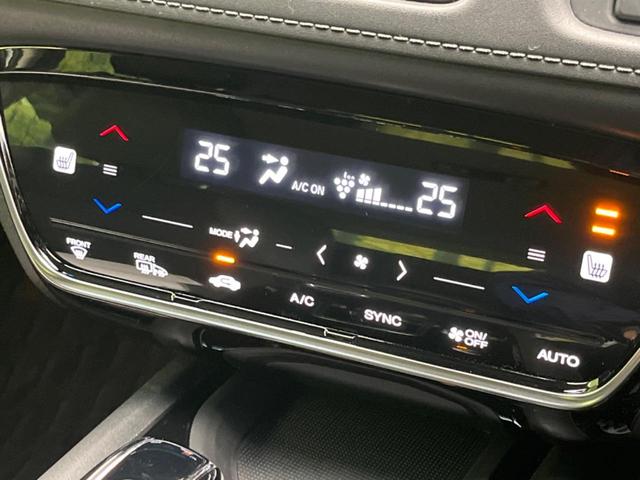 25 A/C ON 25
MODE
FRONT
REAR
A/C SYNC ON/OFF AUTO